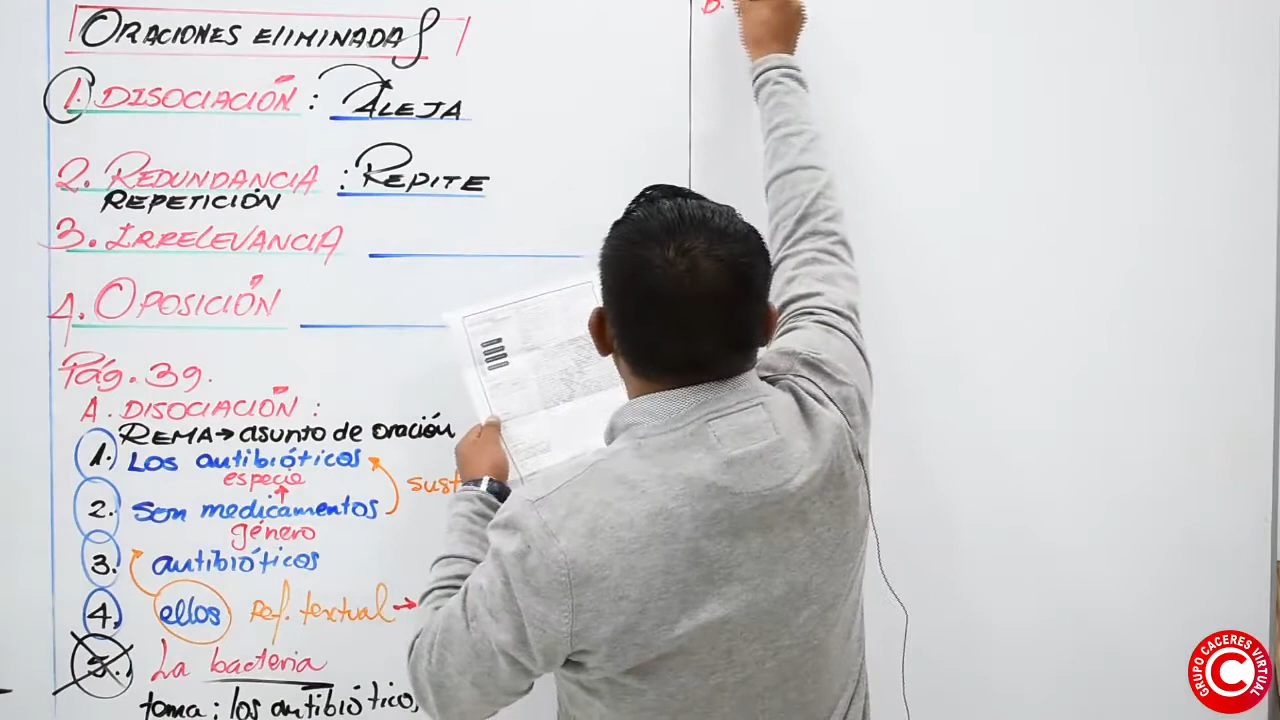 ORACIONES ELIMINADAS
1. DISOCIACIÓN : ALEJA
2. REDUNDANCIA : REPITE
REPETICIÓN
3. IRRELEVANCIA
4. OPOSICIÓN
Pág. 39.
A. DISOCIACIÓN :
REMA → asunto de oración
1. Los antibióticos
especie
sust
2. Son medicamentos
género
3. antibióticos
4. ellos Ref. textual →
5. La bacteria
toma: los antibiótico,
B.
GRUPO CACERES VIRTUAL
C